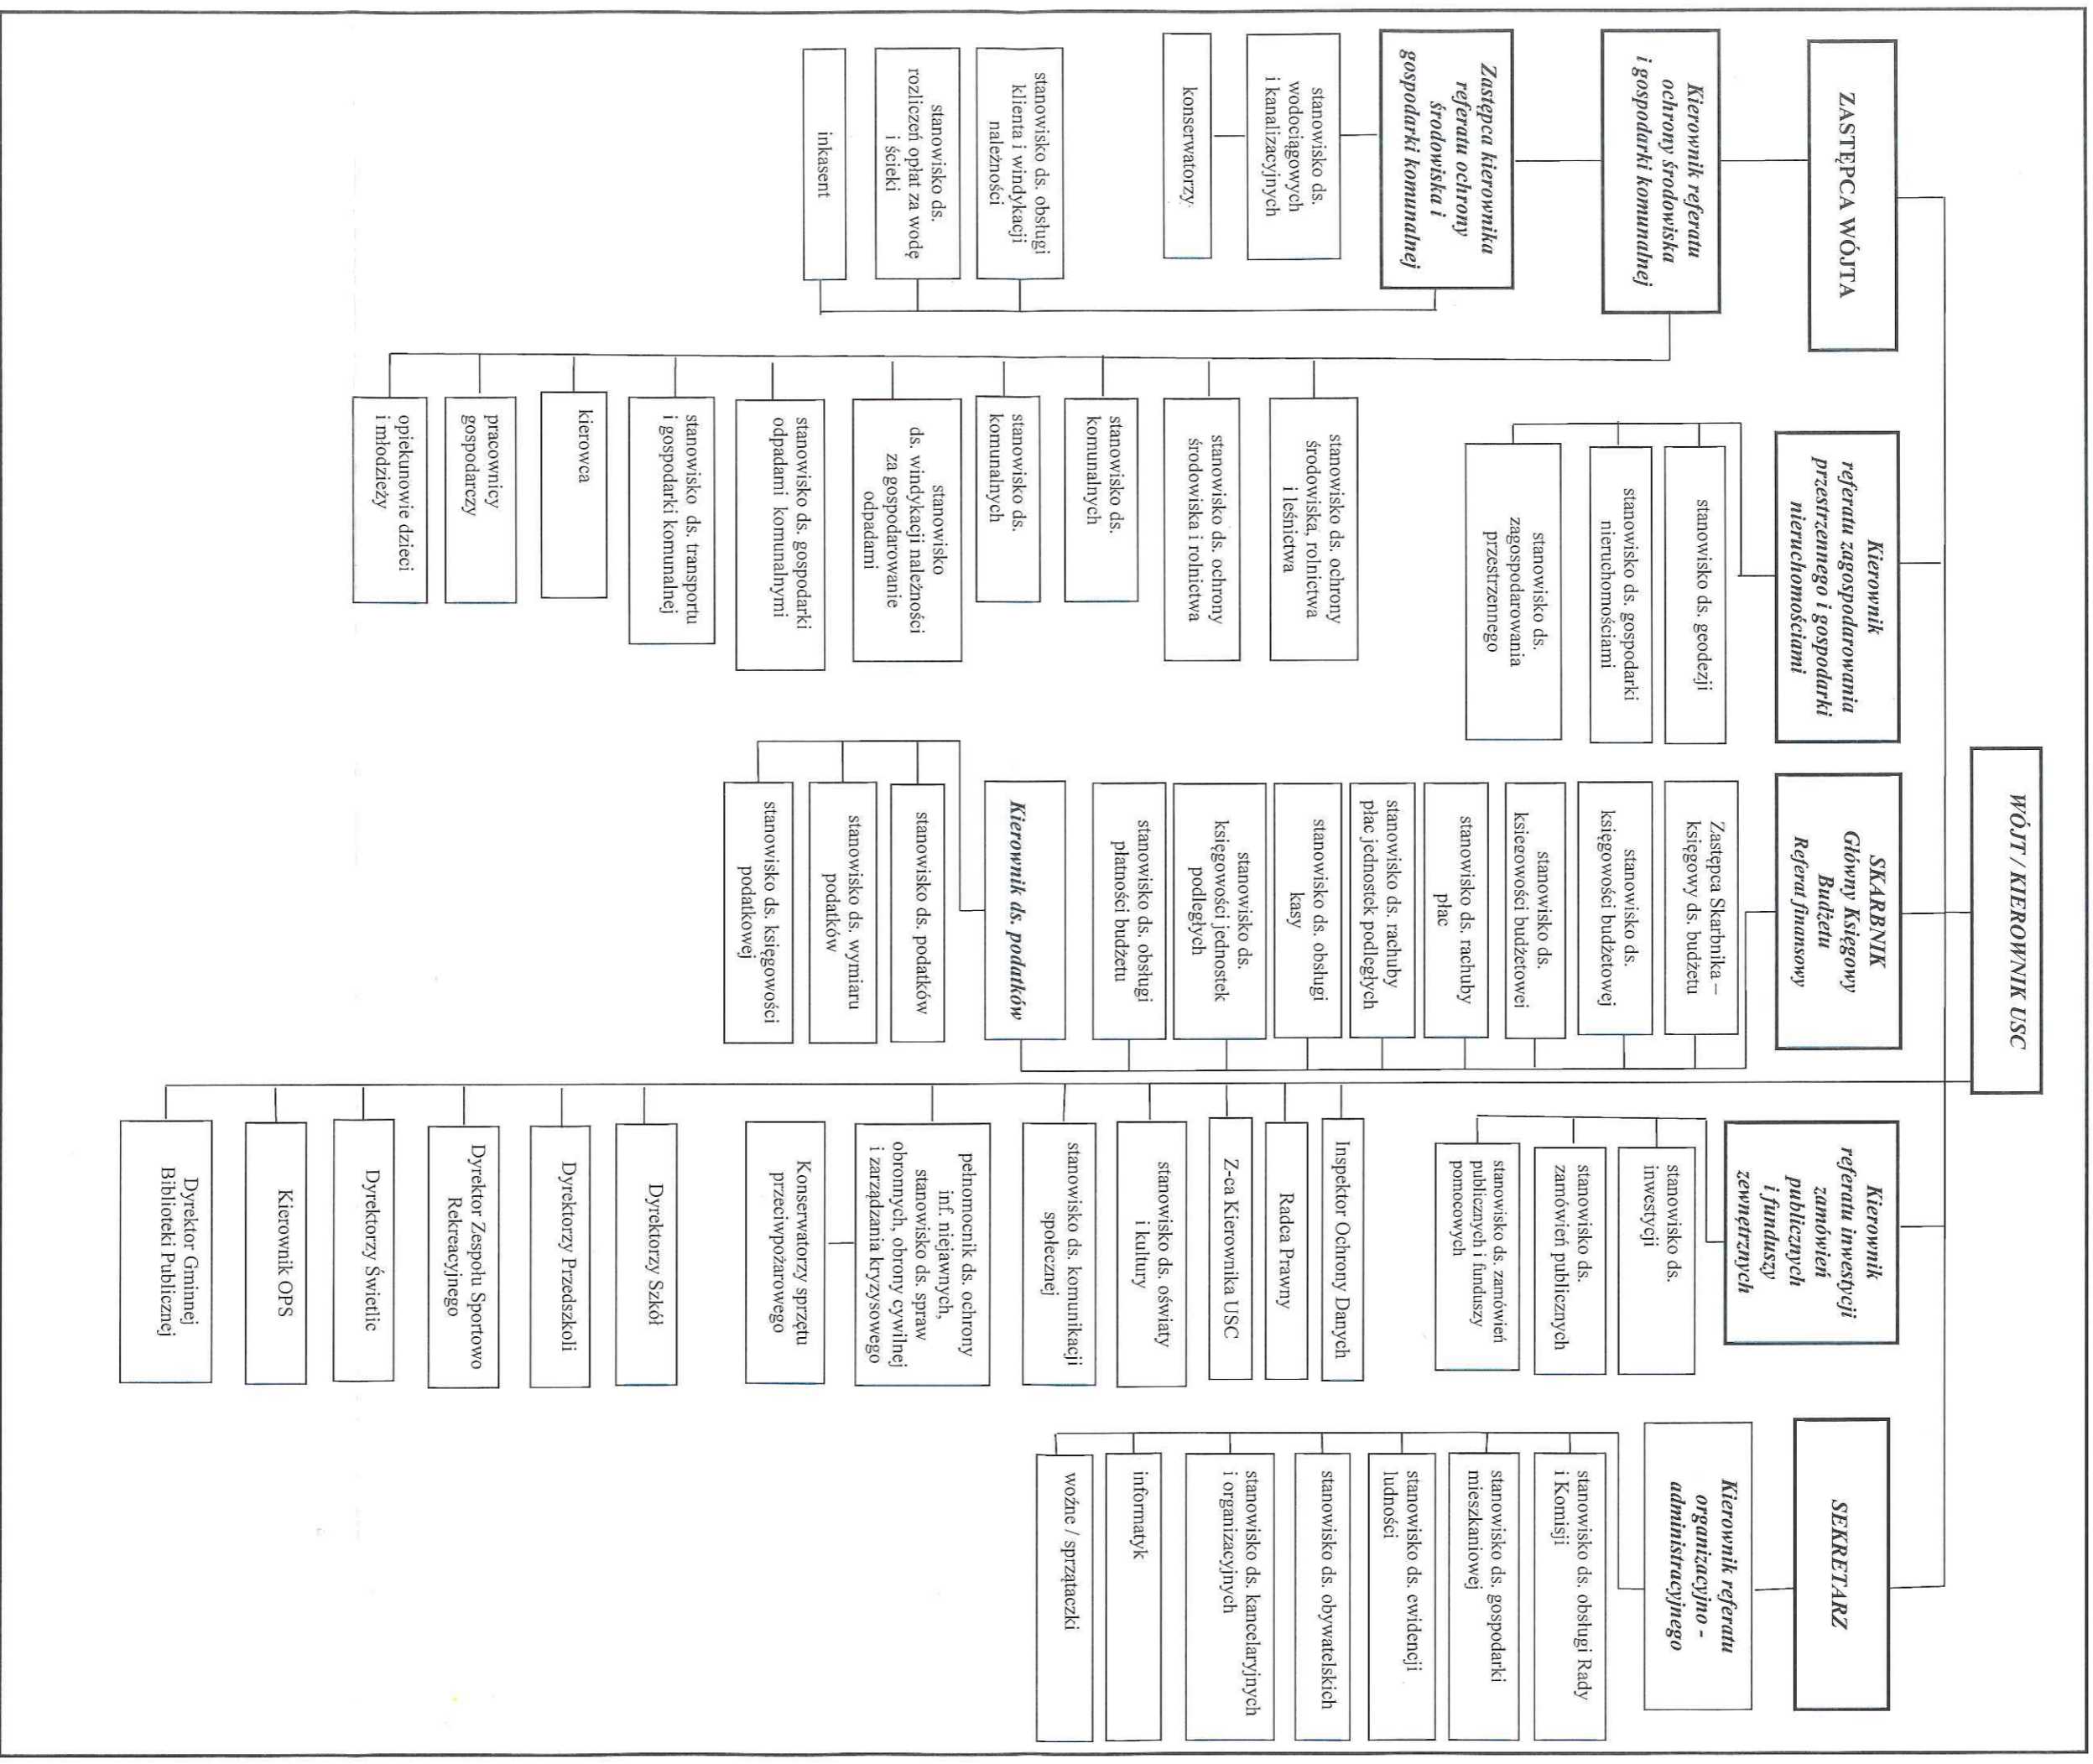 WÓJT / KIEROWNIK USC
ZASTĘPCA WÓJTA
Kierownik referatu
ochrony środowiska
i gospodarki komunalnej
Zastępca kierownika
referatu ochrony
środowiska i
gospodarki komunalnej
stanowisko ds.
wodociągowych
i kanalizacyjnych
konserwatorzy
stanowisko ds. obsługi
klienta i windykacji
należności
stanowisko ds.
rozliczeń opłat za wodę
i ścieki
inkasent
stanowisko ds. ochrony
środowiska, rolnictwa
i leśnictwa
stanowisko ds. ochrony
środowiska i rolnictwa
stanowisko ds.
komunalnych
stanowisko ds.
komunalnych
stanowisko
ds. windykacji należności
za gospodarowanie
odpadami
stanowisko ds. gospodarki
odpadami komunalnymi
stanowisko ds. transportu
i gospodarki komunalnej
kierowca
pracownicy
gospodarczy
opiekunowie dzieci
i młodzieży
Kierownik
referatu zagospodarowania
przestrzennego i gospodarki
nieruchomościami
stanowisko ds. geodezji
stanowisko ds. gospodarki
nieruchomościami
stanowisko ds.
zagospodarowania
przestrzennego
SKARBNIK
Główny Księgowy
Budżetu
Referat finansowy
Zastępca Skarbnika –
księgowy ds. budżetu
stanowisko ds.
księgowości budżetowej
stanowisko ds.
ksiegowości budżetowei
stanowisko ds. rachuby
płac
stanowisko ds. rachuby
płac jednostek podległych
stanowisko ds. obsługi
kasy
stanowisko ds.
księgowości jednostek
podległych
stanowisko ds. obsługi
płatności budżetu
Kierownik ds. podatków
stanowisko ds. podatków
stanowisko ds. wymiaru
podatków
stanowisko ds. księgowości
podatkowej
Kierownik
referatu inwestycji
zamówień
publicznych
i funduszy
zewnętrznych
stanowisko ds.
inwestycji
stanowisko ds.
zamówień publicznych
stanowisko ds. zamówień
publicznych i funduszy
pomocowych
Inspektor Ochrony Danych
Radca Prawny
Z-ca Kierownika USC
stanowisko ds. oświaty
i kultury
stanowisko ds. komunikacji
społecznej
pełnomocnik ds. ochrony
inf. niejawnych,
stanowisko ds. spraw
obronnych, obrony cywilnej
i zarządzania kryzysowego
Konserwatorzy sprzętu
przeciwpożarowego
Dyrektorzy Szkół
Dyrektorzy Przedszkoli
Dyrektor Zespołu Sportowo
Rekreacyjnego
Dyrektorzy Świetlic
Kierownik OPS
Dyrektor Gminnej
Biblioteki Publicznej
SEKRETARZ
Kierownik referatu
organizacyjno -
administracyjnego
stanowisko ds. obsługi Rady
i Komisji
stanowisko ds. gospodarki
mieszkaniowej
stanowisko ds. ewidencji
ludności
stanowisko ds. obywatelskich
stanowisko ds. kancelaryjnych
i organizacyjnych
informatyk
woźne / sprzątaczki